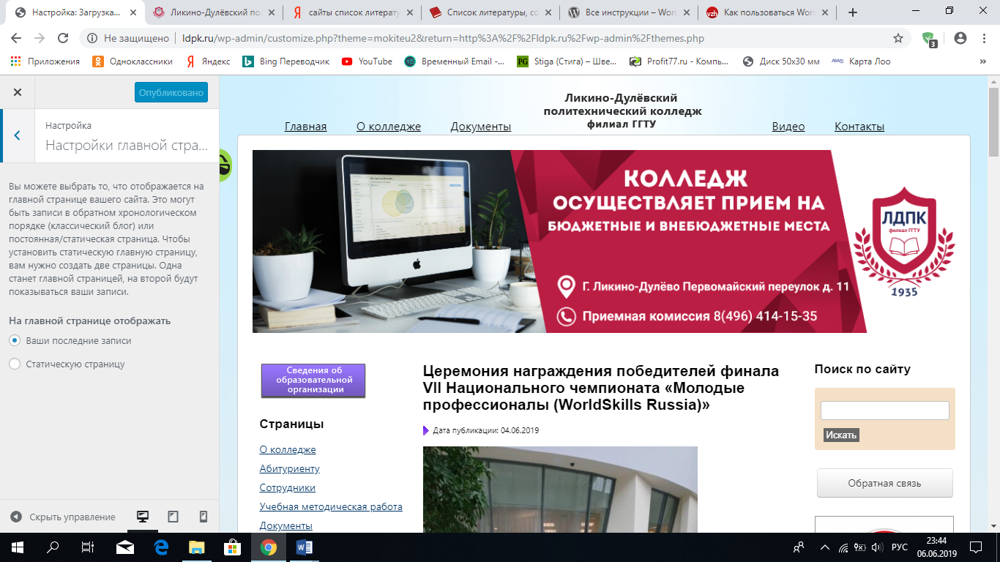 Настройка: Загрузка...
Ликино-Дулёвский по
сайты список литерату
Список литературы, со
Все инструкции – Wor
Как пользоваться Worc
Не защищено
ldpk.ru/wp-admin/customize.php?theme=mokiteu2&return=http%3A%2F%2Fldpk.ru%2Fwp-admin%2Fthemes.php
3
Приложения
Одноклассники
Яндекс
Bing Переводчик
YouTube
Временный Email -...
PG
Stiga (Стига) – Шве...
Profit77.ru - Компь...
Диск 50x30 мм
Карта Лоо
Опубликовано
Настройка
Настройки главной стра...
Вы можете выбрать то, что отображается на
главной странице вашего сайта. Это могут
быть записи в обратном хронологическом
порядке (классический блог) или
постоянная/статическая страница. Чтобы
установить статическую главную страницу,
вам нужно создать две страницы. Одна
станет главной страницей, на второй будут
показываться ваши записи.
На главной странице отображать
Ваши последние записи
Статическую страницу
Скрыть управление
Ликино-Дулёвский
политехнический колледж
филиал ГГТУ
Главная
О колледже
Документы
Видео
Контакты
КОЛЛЕДЖ
ОСУЩЕСТВЛЯЕТ ПРИЕМ НА
БЮДЖЕТНЫЕ И ВНЕБЮДЖЕТНЫЕ МЕСТА
Г. Ликино-Дулёво Первомайский переулок д. 11
Приемная комиссия 8(496) 414-15-35
ЛДПК
филиал ГГТУ
1935
Сведения об
образовательной
организации
Страницы
О колледже
Абитуриенту
Сотрудники
Учебная методическая работа
Документы
Церемония награждения победителей финала
VII Национального чемпионата «Молодые
профессионалы (WorldSkills Russia)»
Дата публикации: 04.06.2019
Поиск по сайту
Искать
Обратная связь
РУС
23:44
06.06.2019